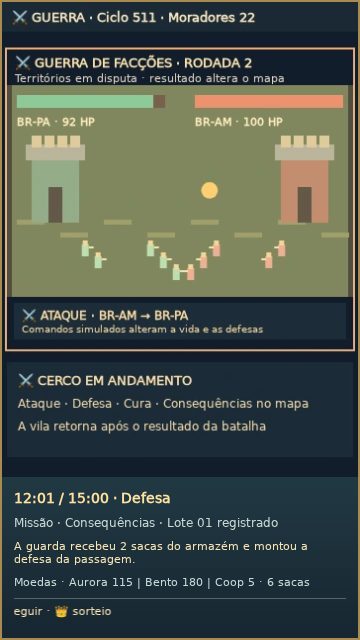 ⚔️ GUERRA · Ciclo 511 · Moradores 22
⚔️ GUERRA DE FACÇÕES · RODADA 2
Territórios em disputa · resultado altera o mapa
BR-PA · 92 HP
BR-AM · 100 HP
⚔️ ATAQUE · BR-AM → BR-PA
Comandos simulados alteram a vida e as defesas
⚔️ CERCO EM ANDAMENTO
Ataque · Defesa · Cura · Consequências no mapa
A vila retorna após o resultado da batalha
12:01 / 15:00 · Defesa
Missão · Consequências · Lote 01 registrado
A guarda recebeu 2 sacas do armazém e montou a
defesa da passagem.
Moedas · Aurora 115 | Bento 180 | Coop 5 · 6 sacas
eguir · 👑 sorteio